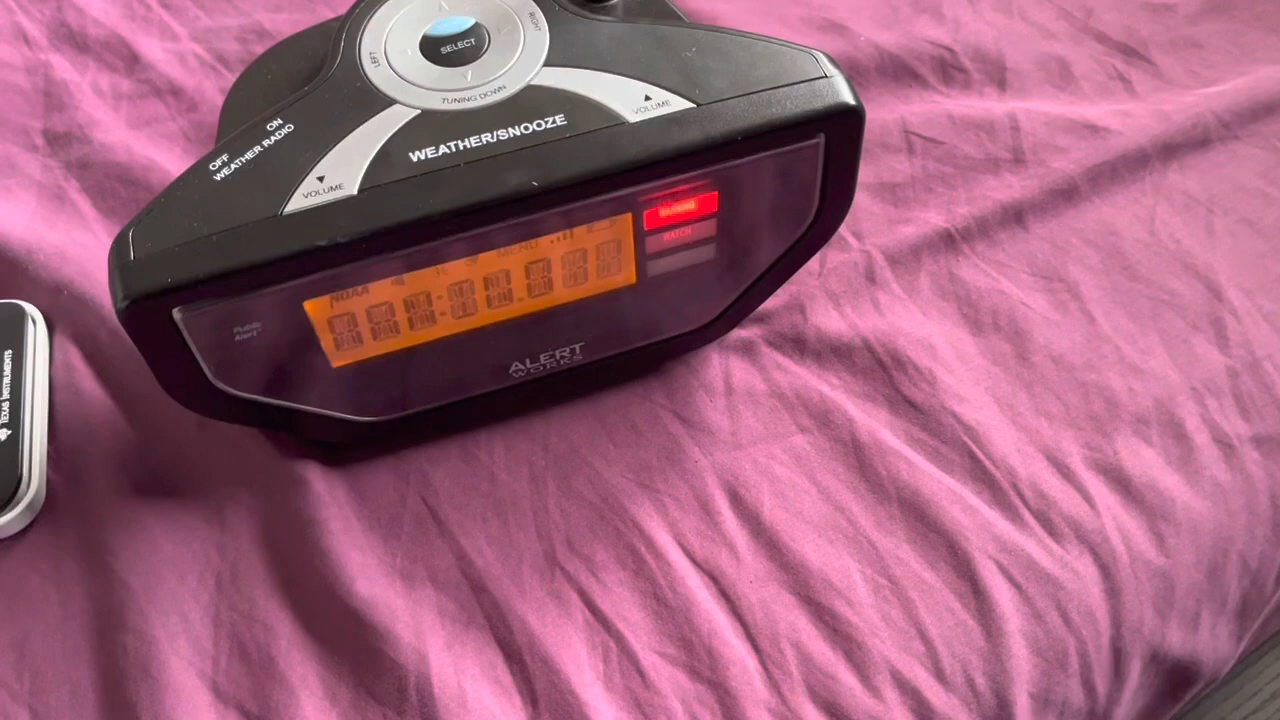 RIGHT
LEFT
SELECT
TUNING DOWN
VOLUME
ON
OFF
WEATHER RADIO
WEATHER/SNOOZE
VOLUME
WARNING
WATCH
MENU
NOAA
Public
Alert
ALERT
WORKS
TEXAS INSTRUMENTS